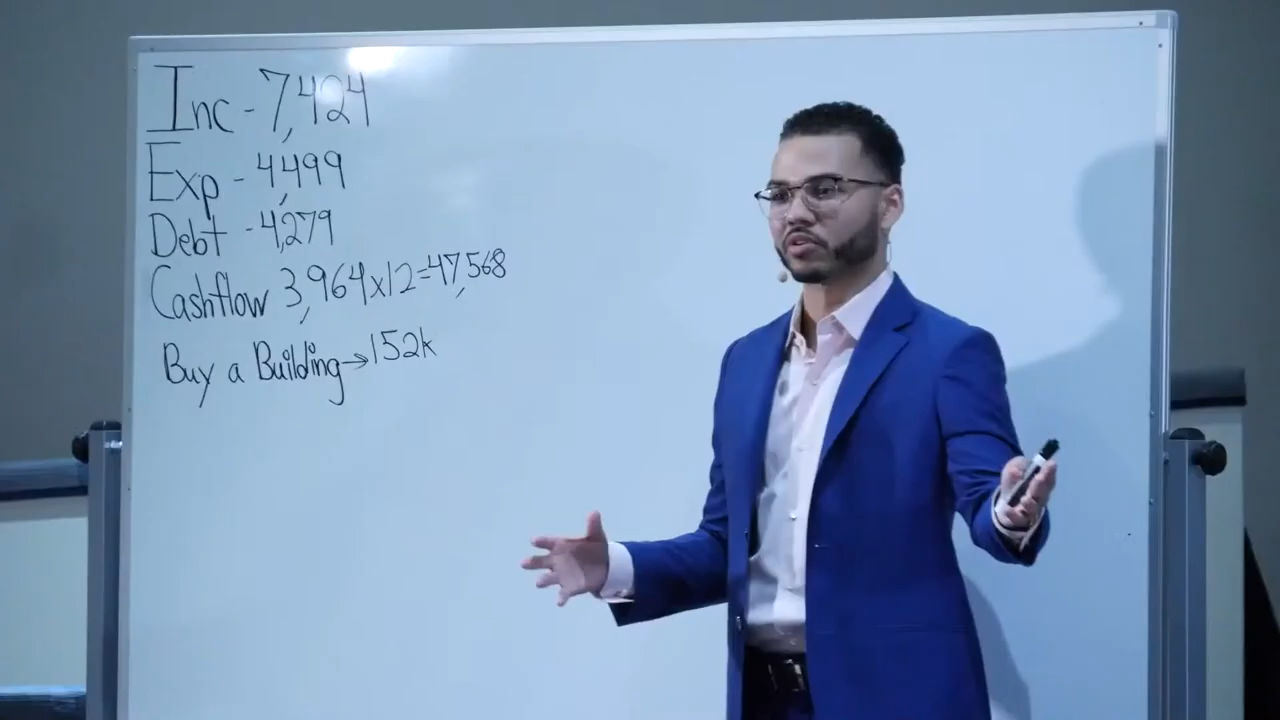 Inc - 7,424
Exp - 4,499
Debt - 4,279
Cashflow 3,964x12=47,568
Buy a Building→152k